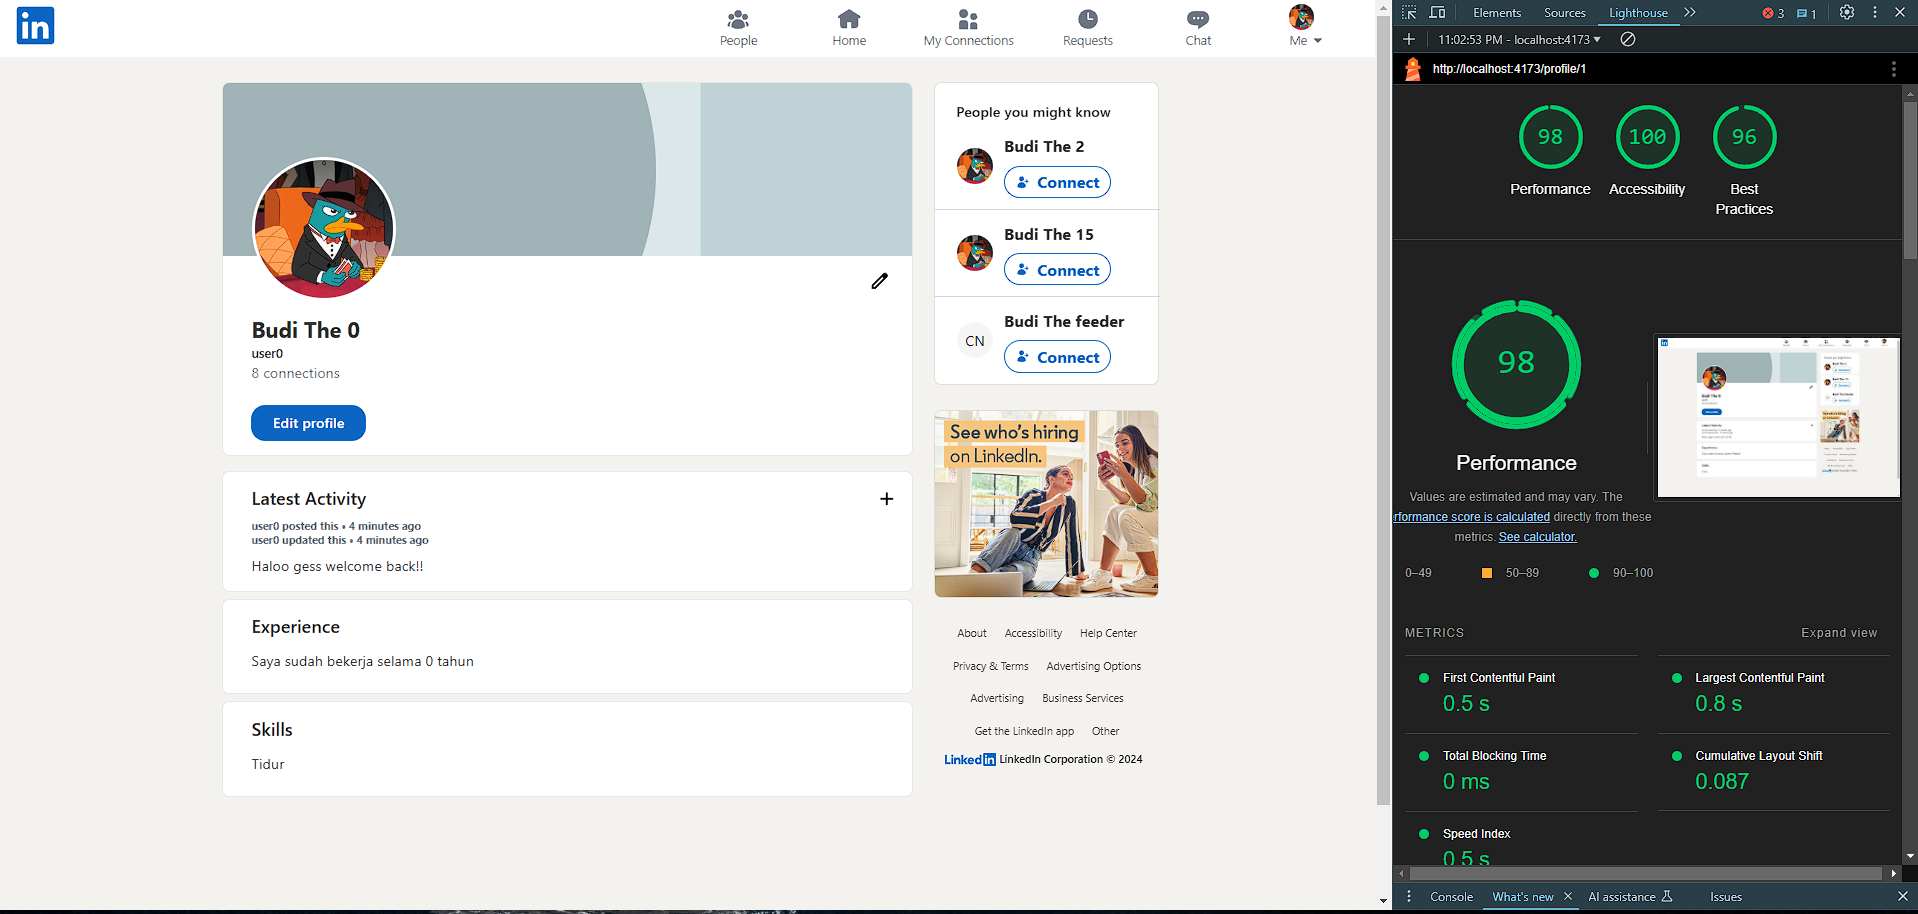 in
People
Home
My Connections
Requests
Chat
Me
Budi The 0
user0
8 connections
Edit profile
Latest Activity
user0 posted this • 4 minutes ago
user0 updated this • 4 minutes ago
Haloo gess welcome back!!
Experience
Saya sudah bekerja selama 0 tahun
Skills
Tidur
People you might know
Budi The 2
Connect
Budi The 15
Connect
CN
Budi The feeder
Connect
See who's hiring
on LinkedIn.
About Accessibility Help Center
Privacy & Terms Advertising Options
Advertising Business Services
Get the LinkedIn app Other
Linkedin LinkedIn Corporation © 2024
Elements Sources Lighthouse 3 1
11:02:53 PM - localhost:4173
http://localhost:4173/profile/1
98 100 96
Performance Accessibility Best
Practices
98
Performance
Values are estimated and may vary. The
rformance score is calculated directly from these
metrics. See calculator.
0–49 50–89 90–100
METRICS Expand view
First Contentful Paint
0.5 s
Largest Contentful Paint
0.8 s
Total Blocking Time
0 ms
Cumulative Layout Shift
0.087
Speed Index
0.5 s
Console What's new AI assistance Issues